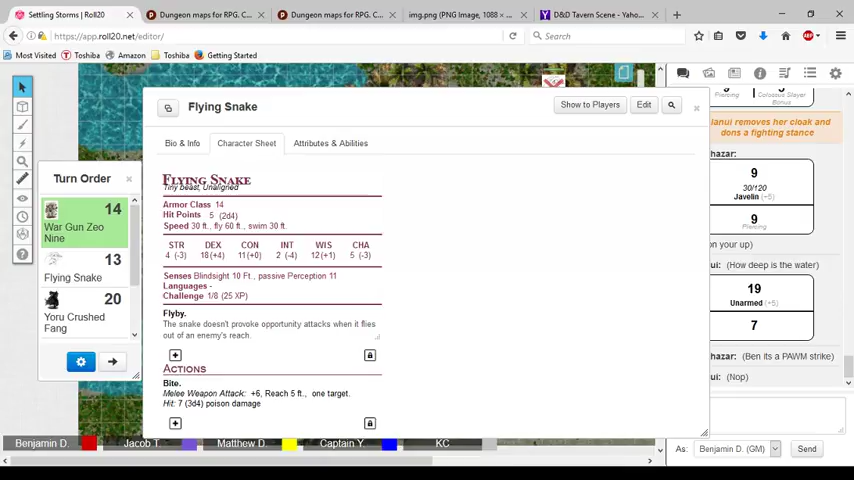 Settling Storms | Roll20
Dungeon maps for RPG. C...
Dungeon maps for RPG. C...
img.png (PNG Image, 1088 ×
D&D Tavern Scene - Yahoo...
https://app.roll20.net/editor/
Search
Most Visited
Toshiba
Amazon
Toshiba
Getting Started
Flying Snake
Show to Players
Edit
Bio & Info
Character Sheet
Attributes & Abilities
Flying Snake
Tiny beast, Unaligned
Armor Class 14
Hit Points 5 (2d4)
Speed 30 ft., fly 60 ft., swim 30 ft.
STR DEX CON INT WIS CHA
4 (-3) 18 (+4) 11 (+0) 2 (-4) 12 (+1) 5 (-3)
Senses Blindsight 10 Ft., passive Perception 11
Languages -
Challenge 1/8 (25 XP)
Flyby.
The snake doesn't provoke opportunity attacks when it flies
out of an enemy's reach.
Actions
Bite.
Melee Weapon Attack: +6, Reach 5 ft., one target.
Hit: 7 (3d4) poison damage
Turn Order
War Gun Zeo Nine
14
Flying Snake
13
Yoru Crushed Fang
20
Piercing
Colossus Slayer
Bonus
lanui removes her cloak and
dons a fighting stance
hazar:
9
30/120
Javelin (+5)
9
Piercing
on your up)
ui: (How deep is the water)
19
Unarmed (+5)
7
hazar: (Ben its a PAWM strike)
ui: (Nop)
As: Benjamin D. (GM)
Send
Benjamin D.
Jacob T.
Matthew D.
Captain Y
KC